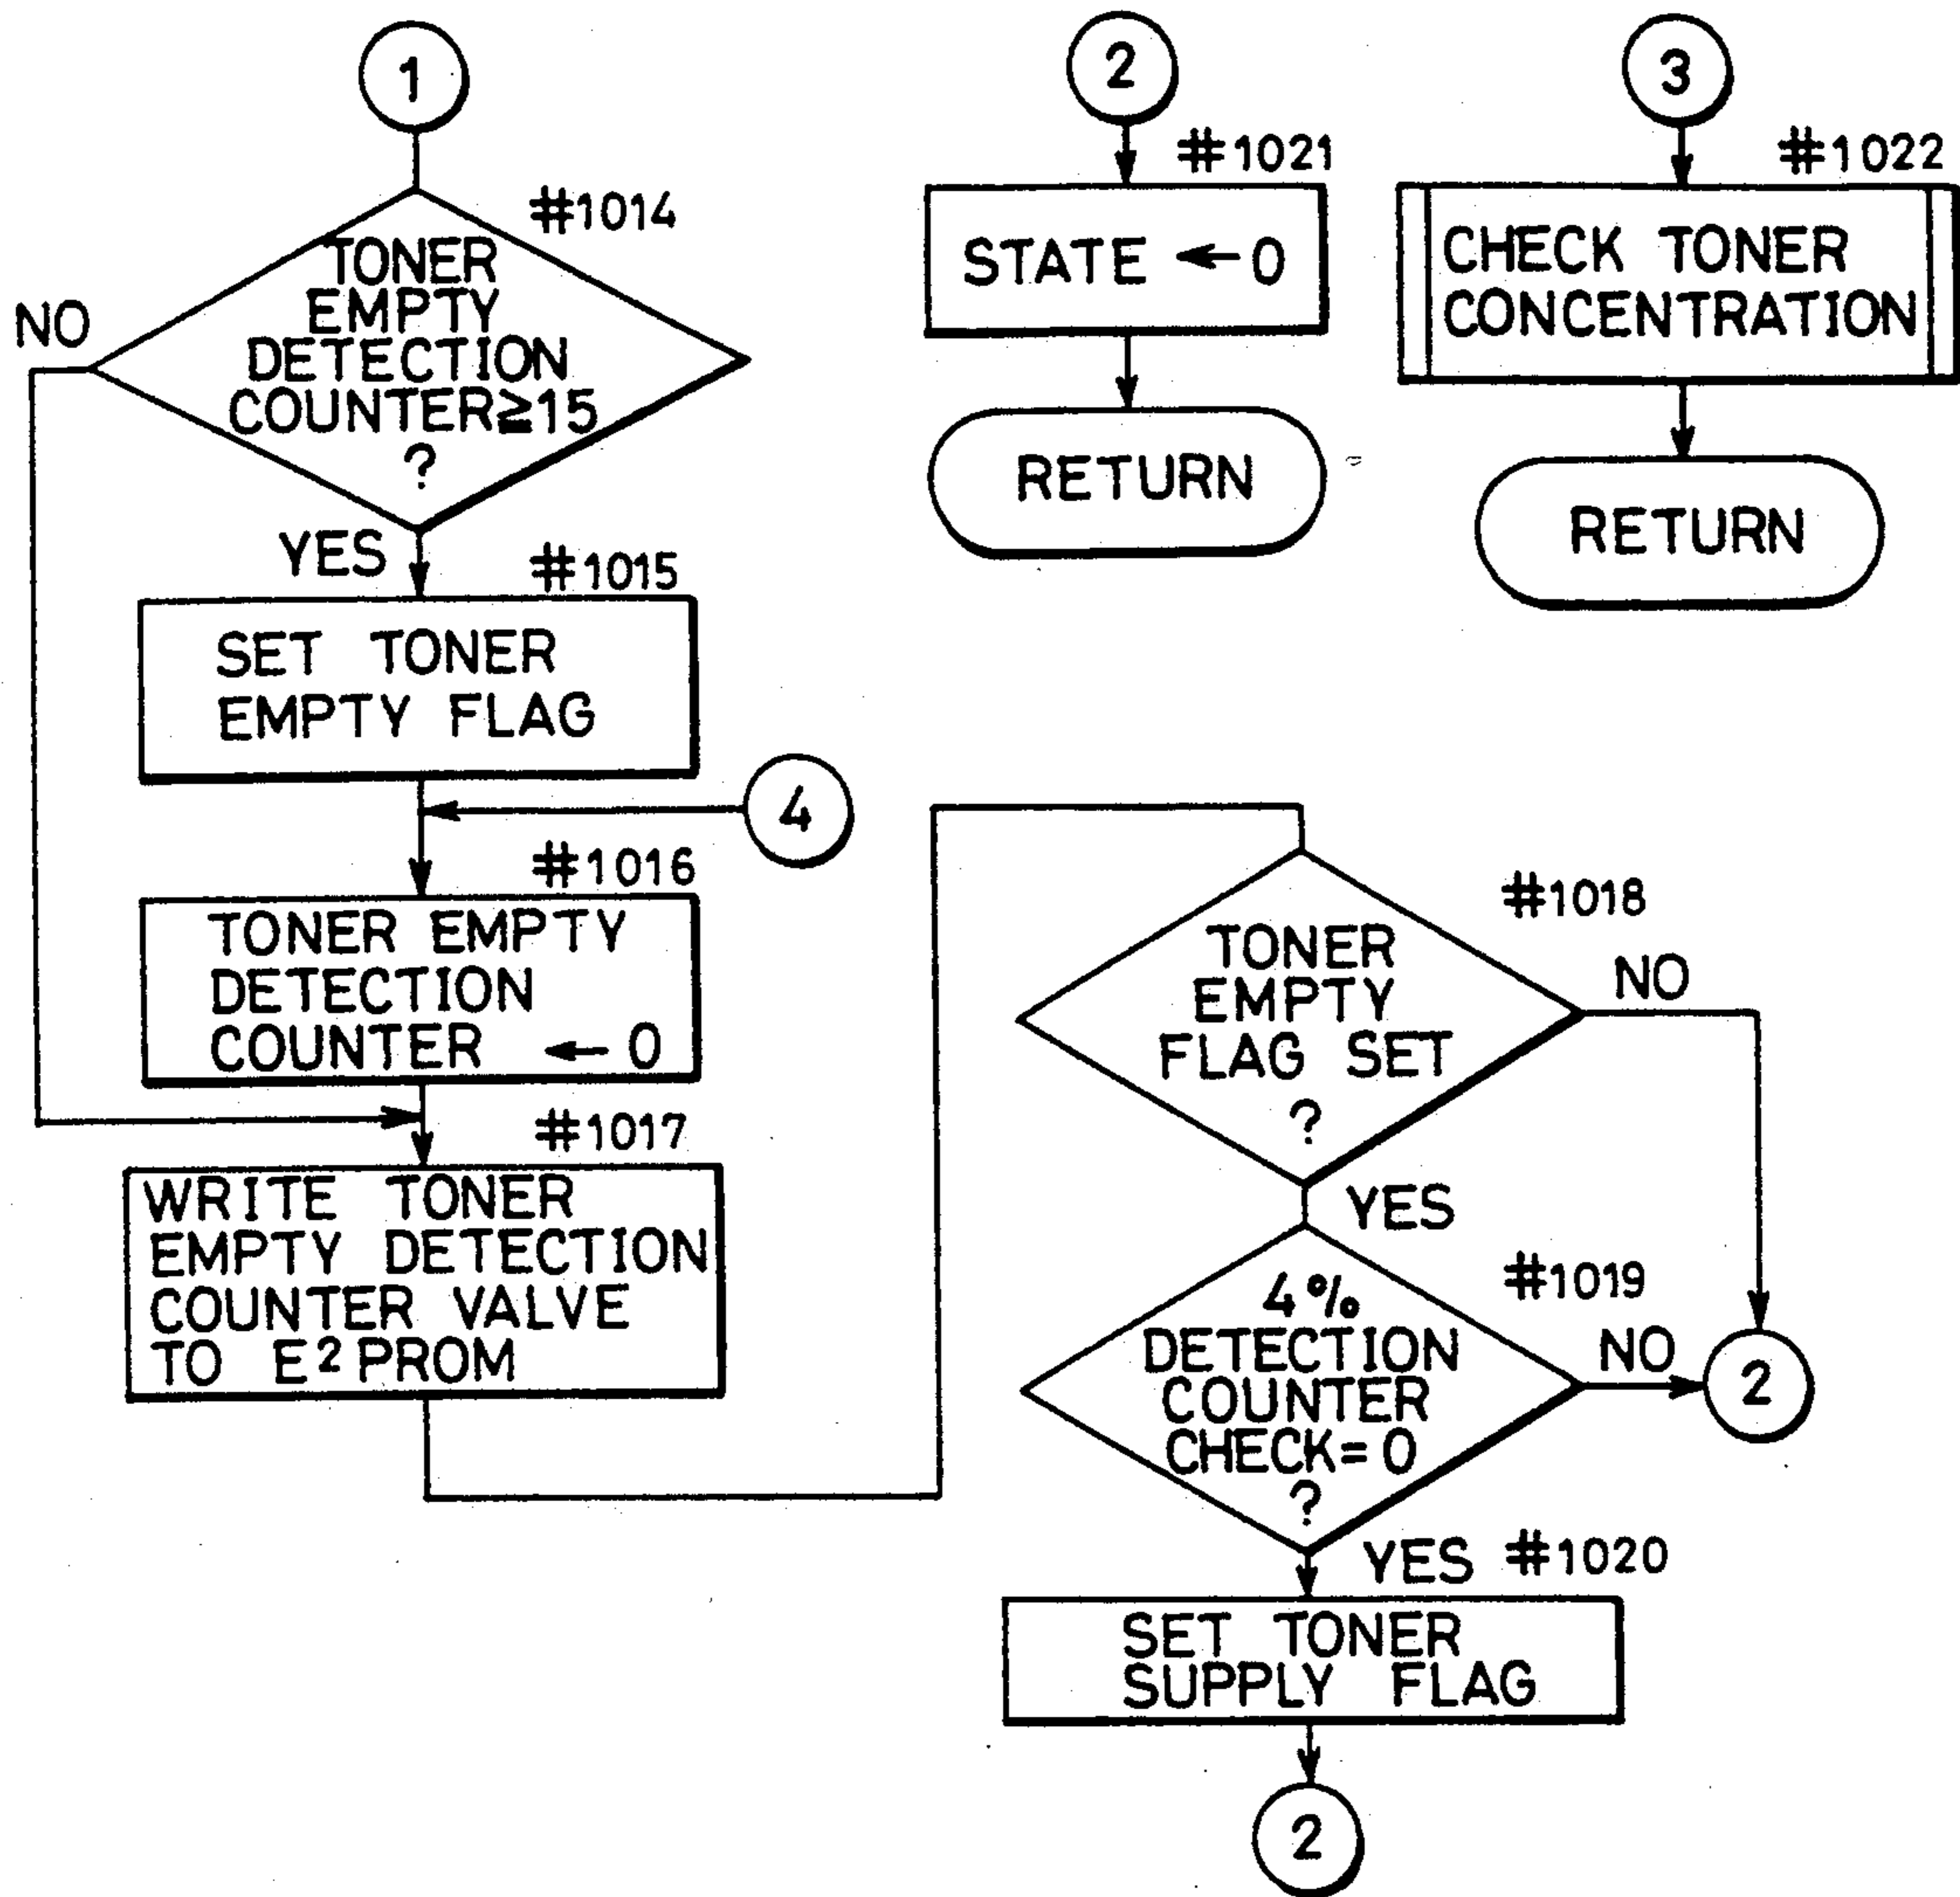 1
#1014
TONER
EMPTY
DETECTION
COUNTER≧15
?
NO
YES
#1015
SET TONER
EMPTY FLAG
4
#1016
TONER EMPTY
DETECTION
COUNTER ← 0
#1017
WRITE TONER
EMPTY DETECTION
COUNTER VALVE
TO E²PROM
2
#1021
STATE ← 0
RETURN
3
#1022
CHECK TONER
CONCENTRATION
RETURN
#1018
TONER
EMPTY
FLAG SET
?
NO
YES
#1019
4%
DETECTION
COUNTER
CHECK=0
?
NO
2
YES #1020
SET TONER
SUPPLY FLAG
2